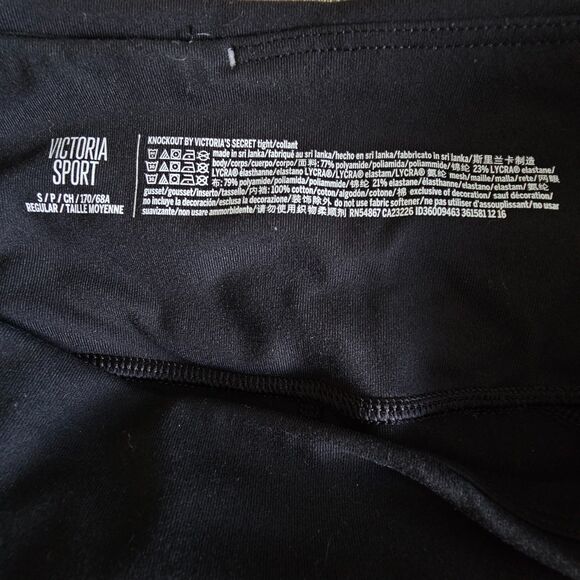 VICTORIA
SPORT
S / P / CH / 170/68A
REGULAR / TAILLE MOYENNE
KNOCKOUT BY VICTORIA'S SECRET tight/collant
made in sri lanka/fabriqué au sri lanka/hecho en sri lanka/fabbricato in sri lanka/斯里兰卡制造
body/corps/cuerpo/corpo/面料: 77% polyamide/polyamida/poliammide/锦纶 23% LYCRA® elastane/
LYCRA® élasthanne/LYCRA® elastano/LYCRA® elastam/LYCRA® 氨纶 mesh/maille/malla/rete/网眼
布: 79% polyamide/polyamida/poliammide/锦纶 21% elastane/élasthanne/elastano/elastam/氨纶
gusset/gousset/inserts/tassello/内裆: 100% cotton/coton/algodón/cotone/棉 exclusive of decoration/ sauf décoration/
no incluye la decoración/esclusa la decorazione/装饰除外 do not use fabric softener/ne pas utiliser d'assouplissant/no usar
suavizante/non usare ammorbidente/请勿使用织物柔顺剂 RN54867 CA23226 ID36009463 361581 12 16